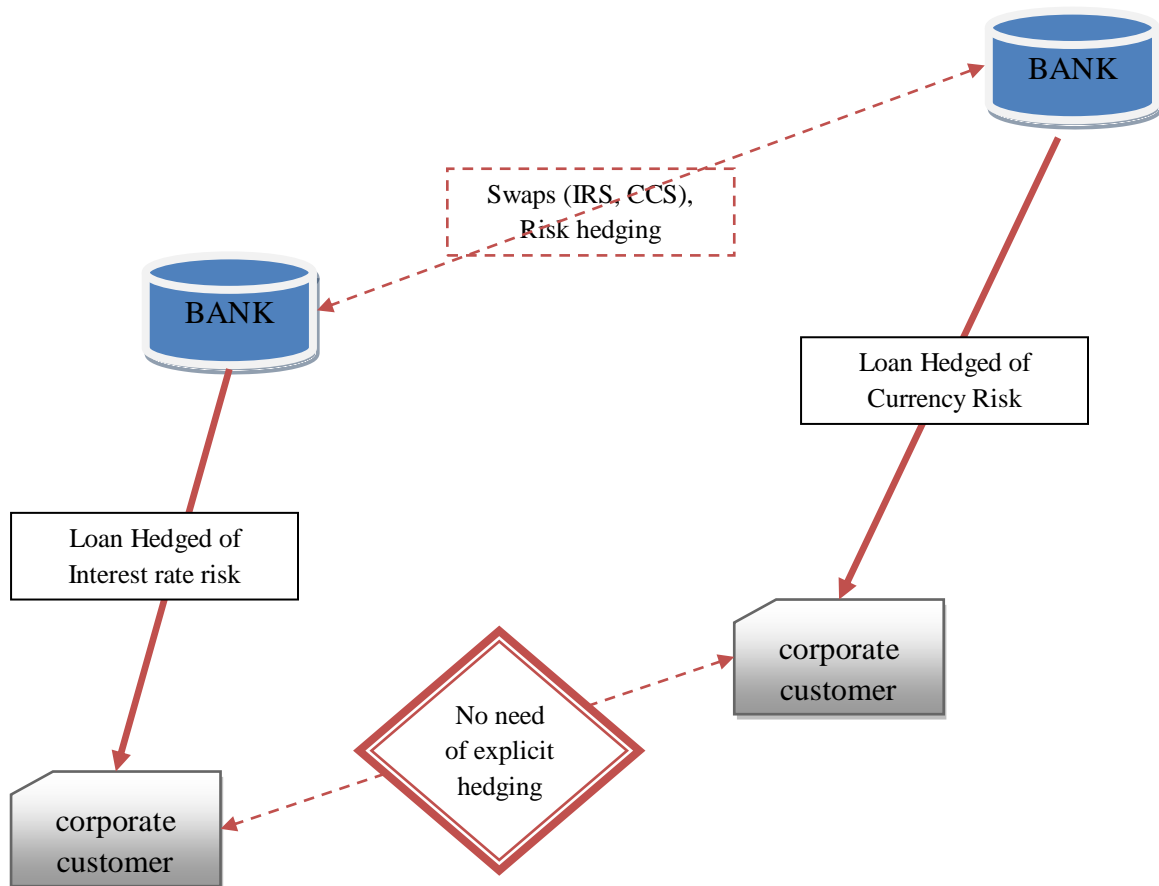 BANK
Swaps (IRS, CCS),
Risk hedging
BANK
Loan Hedged of
Currency Risk
Loan Hedged of
Interest rate risk
corporate
customer
No need
of explicit
hedging
corporate
customer